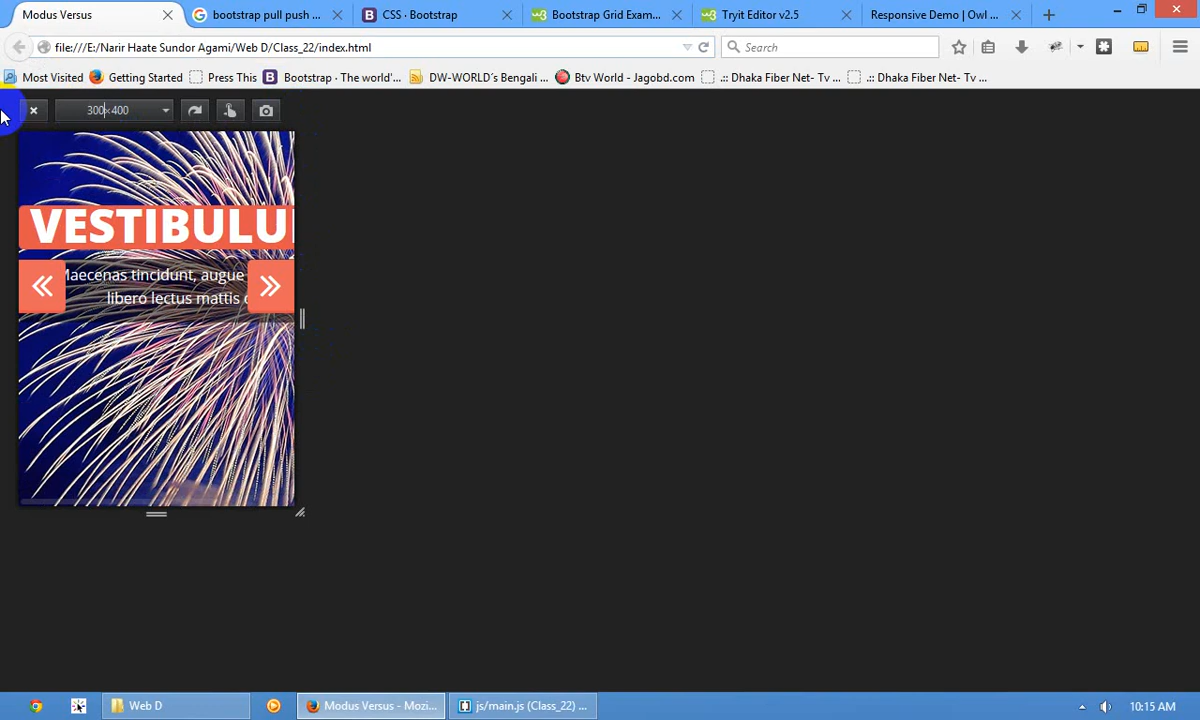 Modus Versus
bootstrap pull push ...
CSS · Bootstrap
Bootstrap Grid Exam...
Tryit Editor v2.5
Responsive Demo | Owl ...
file:///E:/Narir Haate Sundor Agami/Web D/Class_22/index.html
Search
Most Visited
Getting Started
Press This
Bootstrap · The world'...
DW-WORLD´s Bengali ...
Btv World - Jagobd.com
.:: Dhaka Fiber Net- Tv ...
.:: Dhaka Fiber Net- Tv ...
300×400
VESTIBULU
Maecenas tincidunt, augue
libero lectus mattis
Web D
Modus Versus - Mozi...
js/main.js (Class_22) ...
10:15 AM